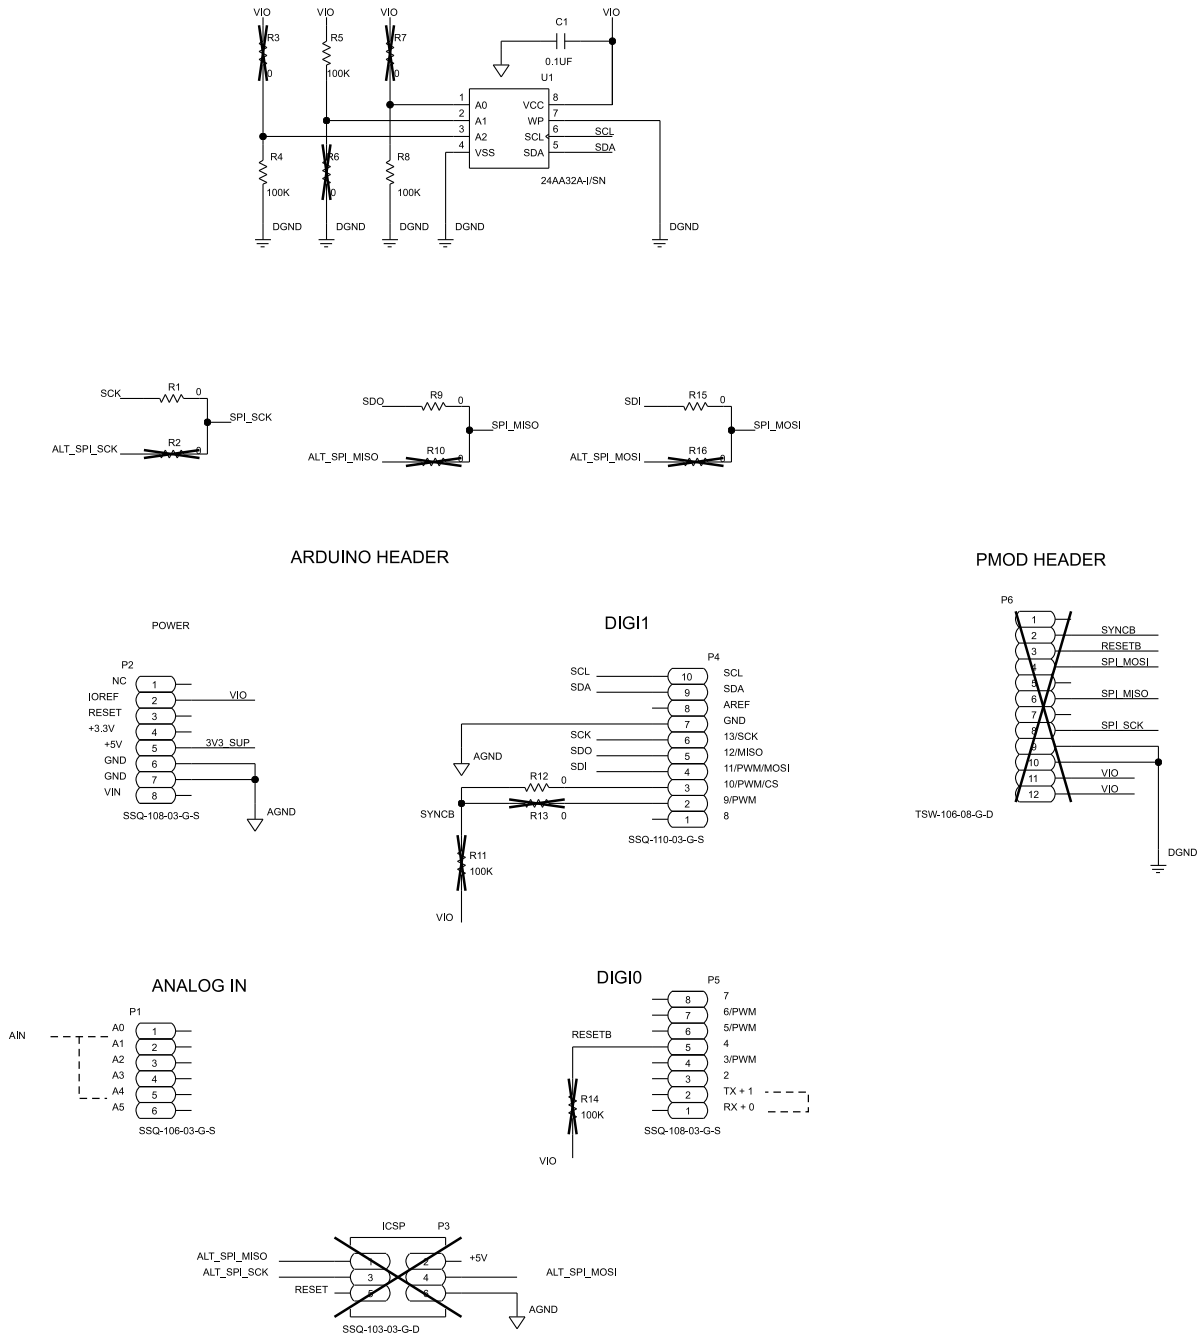 VIO VIO VIO VIO
R3 R5 R7 C1
0 100K 0 0.1UF
U1
1 A0 VCC 8
2 A1 WP 7
3 A2 SCL 6 SCL
4 VSS SDA 5 SDA
R4 R6 R8
24AA32A-I/SN
100K 0 100K
DGND DGND DGND DGND DGND
SCK R1 0
SPI_SCK
ALT_SPI_SCK R2 0
SDO R9 0
SPI_MISO
ALT_SPI_MISO R10 0
SDI R15 0
SPI_MOSI
ALT_SPI_MOSI R16 0
ARDUINO HEADER
POWER
P2
NC 1
IOREF 2 VIO
RESET 3
+3.3V 4
+5V 5 3V3_SUP
GND 6
GND 7
VIN 8
AGND
SSQ-108-03-G-S
DIGI1
P4
SCL 10 SCL
SDA 9 SDA
8 AREF
7 GND
SCK 6 13/SCK
SDO 5 12/MISO
AGND
SDI 4 11/PWM/MOSI
R12 0 3 10/PWM/CS
2 9/PWM
SYNCB R13 0 1 8
SSQ-110-03-G-S
R11
100K
VIO
PMOD HEADER
P6
1
2 SYNCB
3 RESETB
4 SPI_MOSI
5
6 SPI_MISO
7
8 SPI_SCK
9
10
11 VIO
12 VIO
TSW-106-08-G-D
DGND
ANALOG IN
P1
AIN
A0 1
A1 2
A2 3
A3 4
A4 5
A5 6
SSQ-106-03-G-S
DIGI0
P5
8 7
7 6/PWM
6 5/PWM
RESETB 5 4
4 3/PWM
3 2
2 TX + 1
1 RX + 0
R14
100K
SSQ-108-03-G-S
VIO
ICSP P3
ALT_SPI_MISO 1 2 +5V
ALT_SPI_SCK 3 4 ALT_SPI_MOSI
RESET 5 6
AGND
SSQ-103-03-G-D